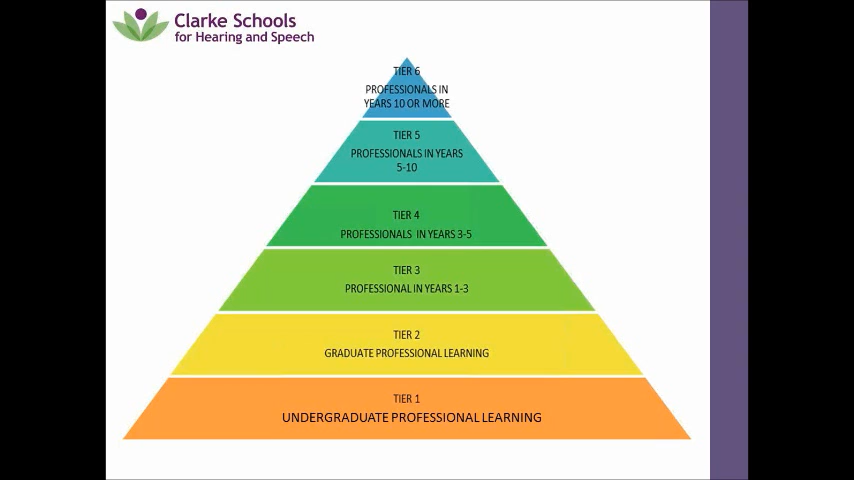 Clarke Schools
for Hearing and Speech
TIER 6
PROFESSIONALS IN
YEARS 10 OR MORE
TIER 5
PROFESSIONALS IN YEARS
5-10
TIER 4
PROFESSIONALS IN YEARS 3-5
TIER 3
PROFESSIONAL IN YEARS 1-3
TIER 2
GRADUATE PROFESSIONAL LEARNING
TIER 1
UNDERGRADUATE PROFESSIONAL LEARNING